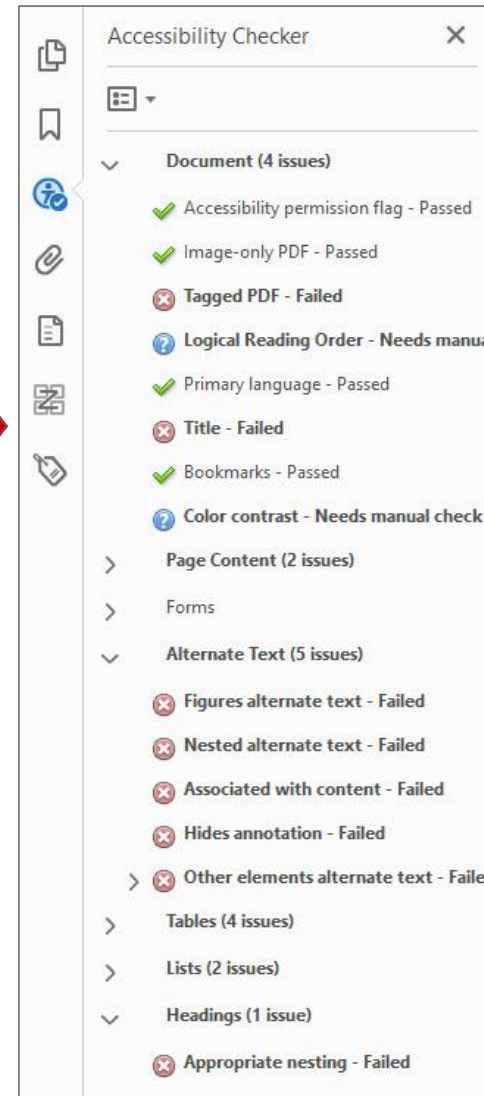 Accessibility Checker
Document (4 issues)
Accessibility permission flag - Passed
Image-only PDF - Passed
Tagged PDF - Failed
Logical Reading Order - Needs manua
Primary language - Passed
Title - Failed
Bookmarks - Passed
Color contrast - Needs manual check
Page Content (2 issues)
Forms
Alternate Text (5 issues)
Figures alternate text - Failed
Nested alternate text - Failed
Associated with content - Failed
Hides annotation - Failed
Other elements alternate text - Faile
Tables (4 issues)
Lists (2 issues)
Headings (1 issue)
Appropriate nesting - Failed